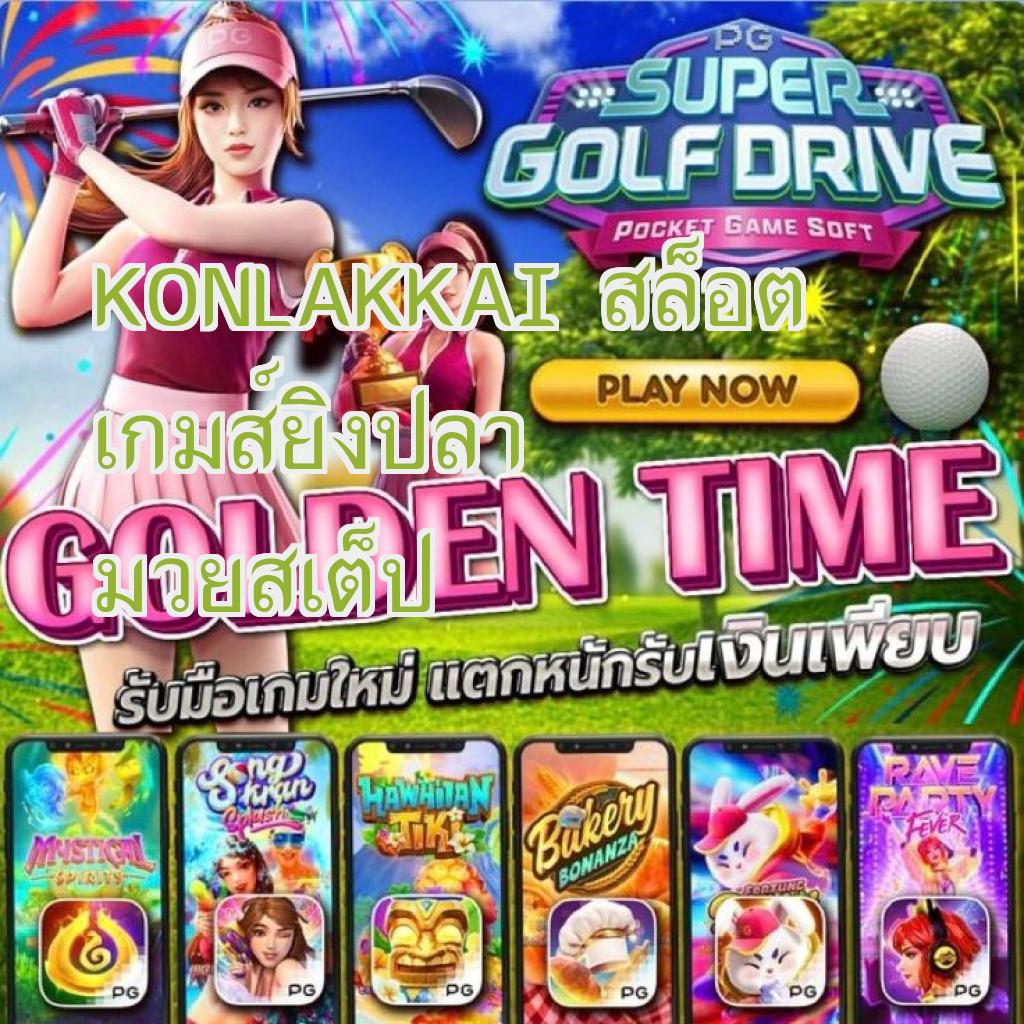 PG
PG
SUPER
GOLF DRIVE
POCKET GAME SOFT
KONLAKKAI สล็อต
PLAY NOW
เกมส์ยิงปลา
GOLDEN TIME
มวยสเต็ป
รับมือเกมใหม่ แตกหนักรับเงินเพียบ
MYSTICAL
SPIRITS
Songkran
Splash
HAWAIIAN
TIKI
Bakery
BONANZA
FORTUNE
RAVE
PARTY
FEVER
PG
PG
PG
PG
PG
PG